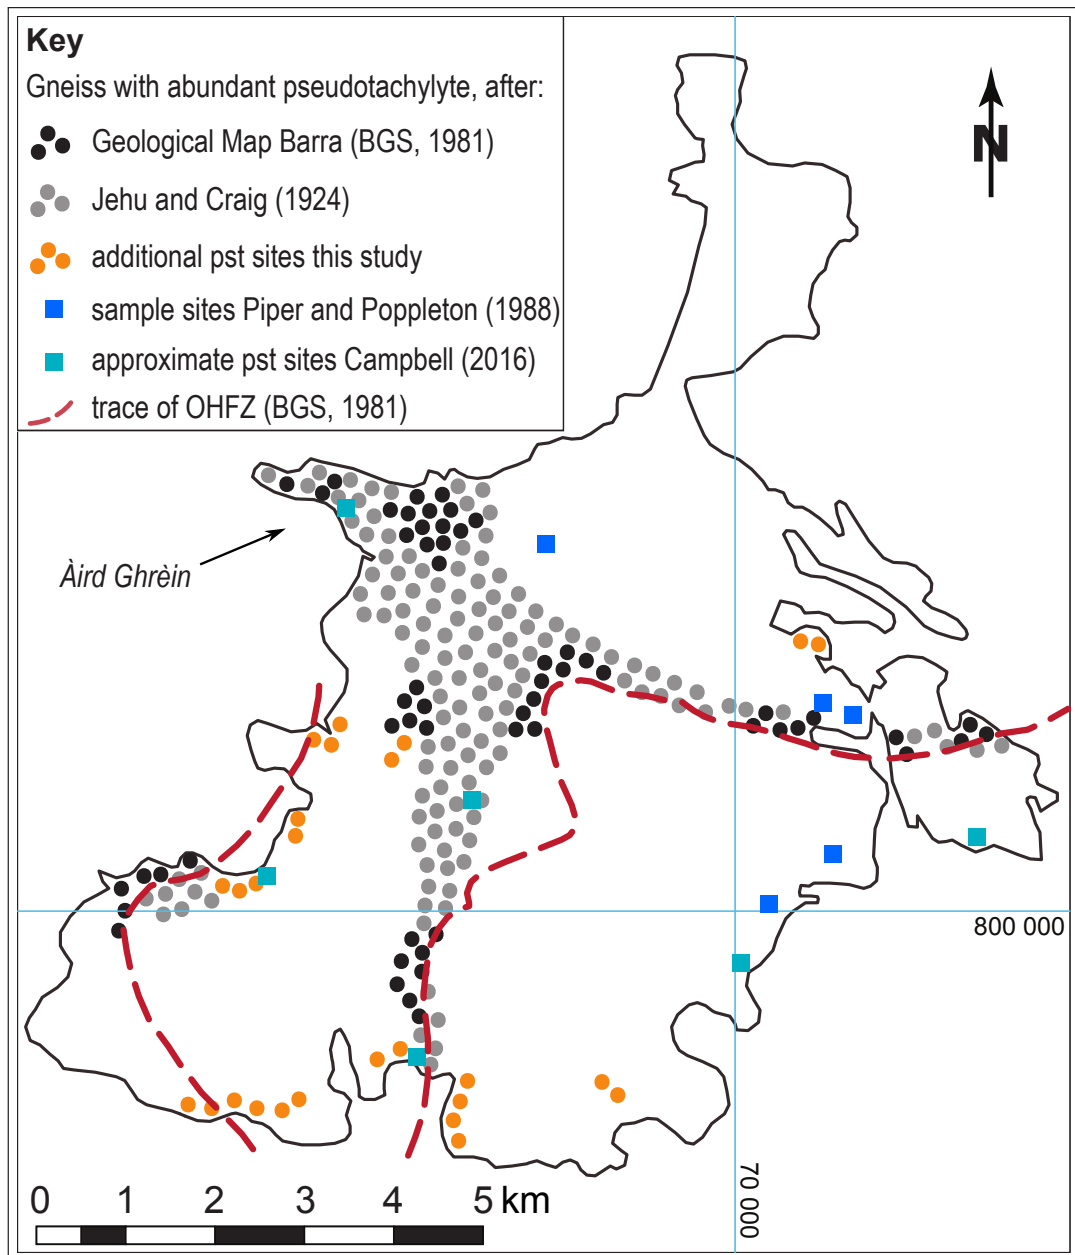 Key
Gneiss with abundant pseudotachylyte, after:
Geological Map Barra (BGS, 1981)
Jehu and Craig (1924)
additional pst sites this study
sample sites Piper and Poppleton (1988)
approximate pst sites Campbell (2016)
trace of OHFZ (BGS, 1981)
N
Àird Ghrèin
800 000
70 000
0 1 2 3 4 5 km